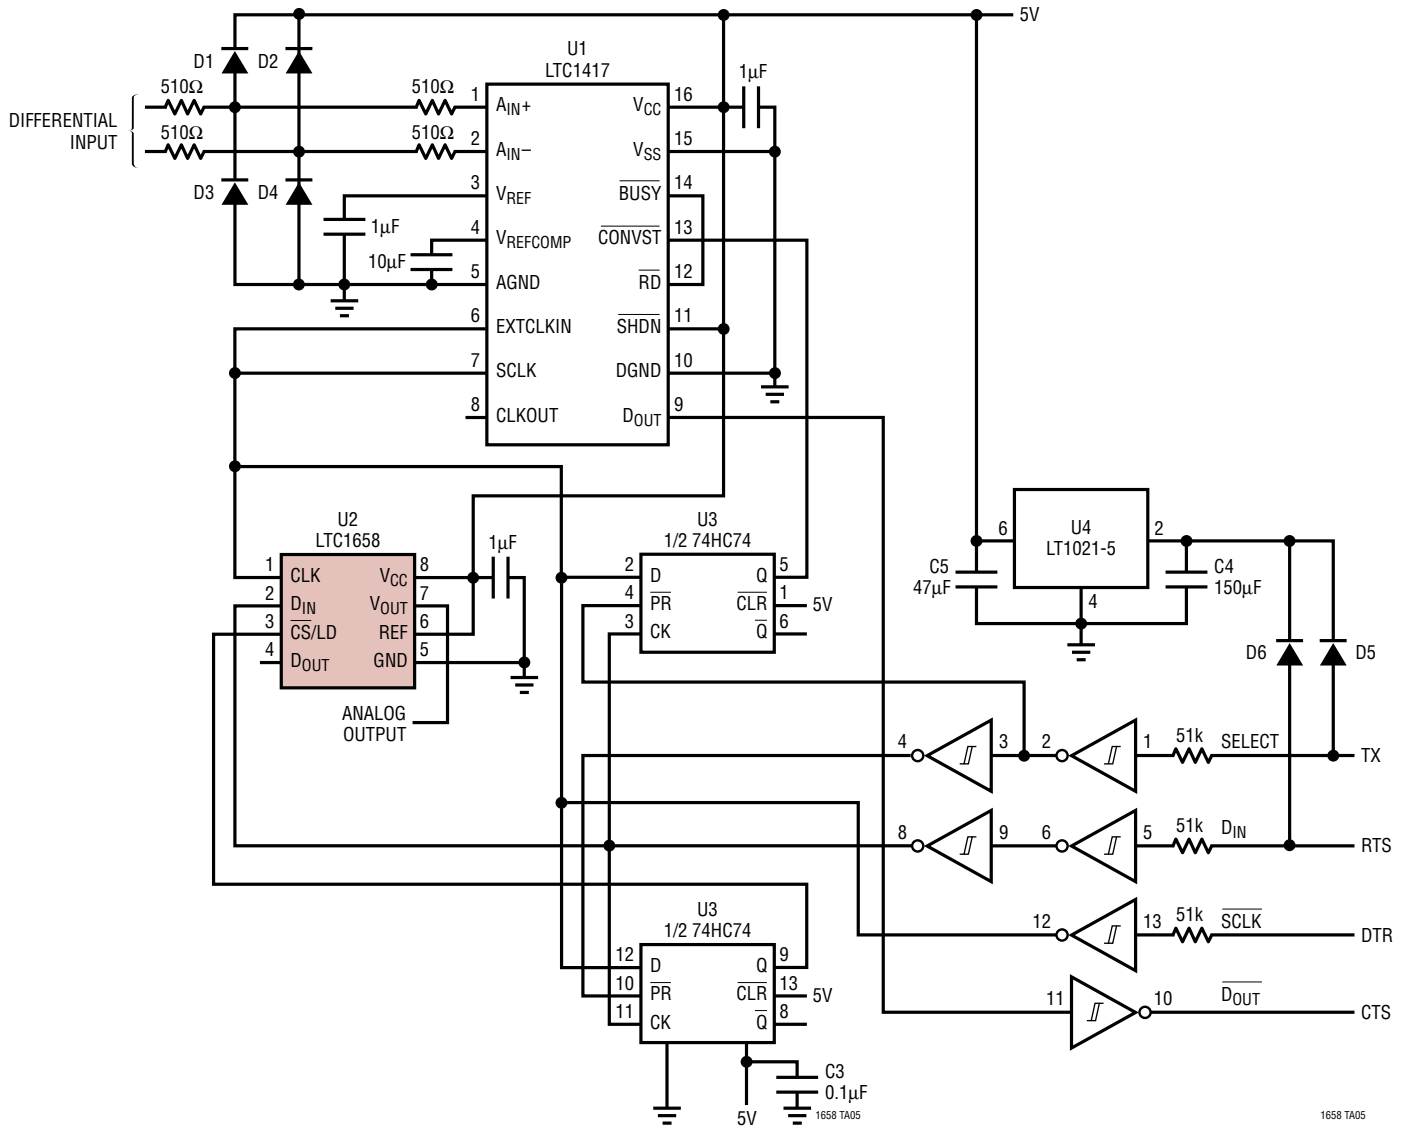 5V
D1
D2
510Ω
510Ω
DIFFERENTIAL
INPUT
510Ω
510Ω
D3
D4
1µF
10µF
U1
LTC1417
1
AIN+
2
AIN–
3
VREF
4
VREFCOMP
5
AGND
6
EXTCLKIN
7
SCLK
8
CLKOUT
VCC
16
VSS
15
BUSY
14
CONVST
13
RD
12
SHDN
11
DGND
10
DOUT
9
1µF
U2
LTC1658
1
CLK
2
DIN
3
CS/LD
4
DOUT
VCC
8
VOUT
7
REF
6
GND
5
1µF
ANALOG
OUTPUT
U3
1/2 74HC74
2
D
4
PR
3
CK
Q
5
CLR
1
5V
Q
6
U4
LT1021-5
6
2
4
C5
47µF
C4
150µF
D6
D5
4
3
2
1
51k
SELECT
TX
8
9
6
5
51k
DIN
RTS
12
13
51k
SCLK
DTR
11
10
DOUT
CTS
U3
1/2 74HC74
12
D
10
PR
11
CK
Q
9
CLR
13
5V
Q
8
C3
0.1µF
5V
1658 TA05
1658 TA05